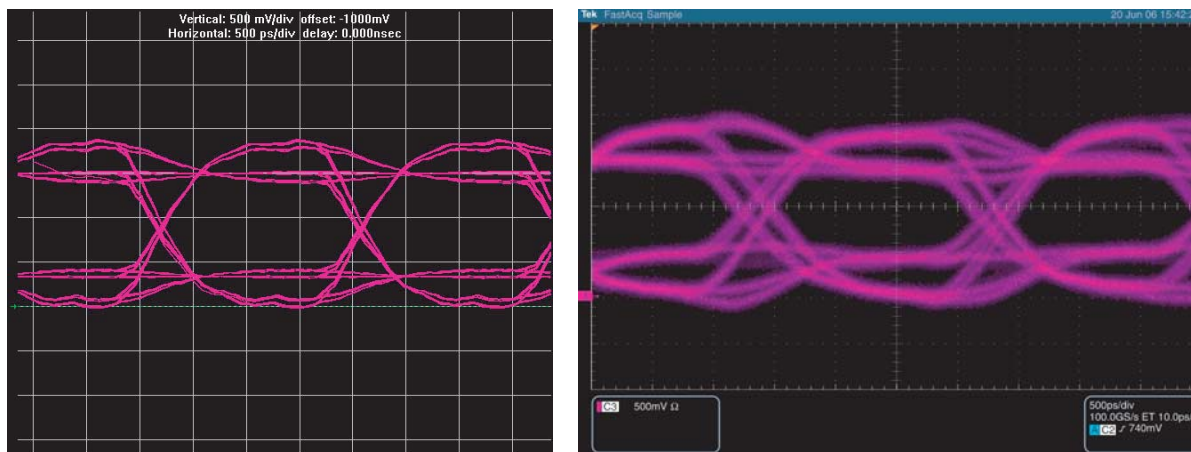 Vertical: 500 mV/div offset: -1000mV
Horizontal: 500 ps/div delay: 0.000nsec
Tek FastAcq Sample
20 Jun 06 15:42:2
C3 500mV Ω
500ps/div
100.0GS/s ET 10.0ps/
A C2 ƒ 740mV